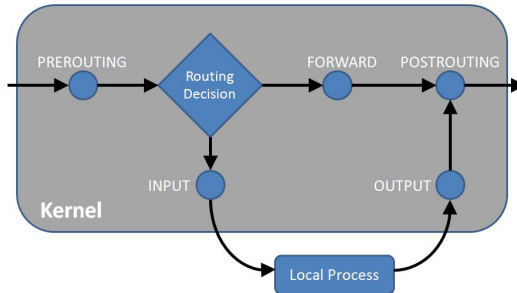 PREROUTING
Routing
Decision
FORWARD
POSTROUTING
INPUT
OUTPUT
Kernel
Local Process